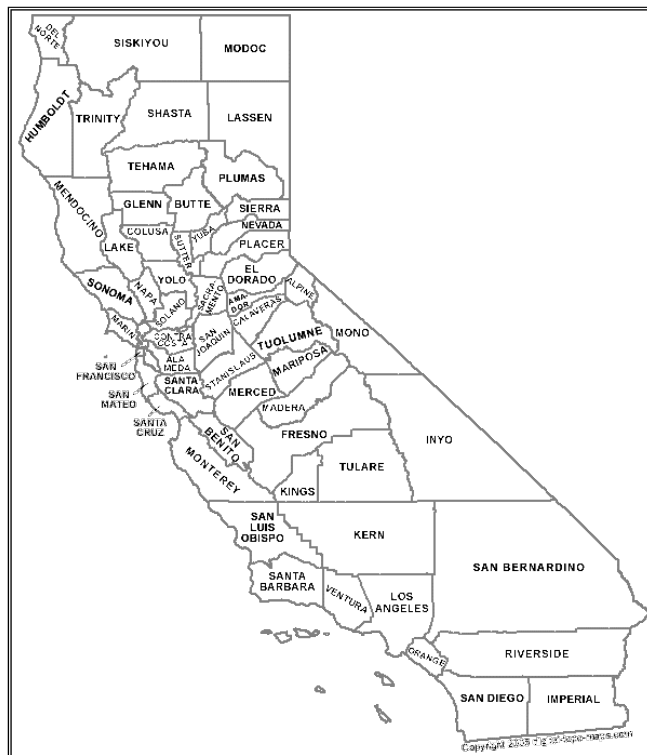 DEL
NORTE
SISKIYOU
MODOC
HUMBOLDT
TRINITY
SHASTA
LASSEN
TEHAMA
PLUMAS
MENDOCINO
GLENN
BUTTE
SIERRA
LAKE
COLUSA
SUTTER
YUBA
NEVADA
PLACER
SONOMA
NAPA
YOLO
EL
DORADO
ALPINE
SOLANO
SACRA-
MENTO
AMA-
DOR
CALAVERAS
MARIN
CONTRA
COSTA
SAN
JOAQUIN
TUOLUMNE
MONO
SAN
FRANCISCO
ALA
MEDA
STANISLAUS
MARIPOSA
SAN
MATEO
SANTA
CLARA
MERCED
MADERA
SANTA
CRUZ
SAN
BENITO
FRESNO
INYO
MONTEREY
KINGS
TULARE
SAN
LUIS
OBISPO
KERN
SAN BERNARDINO
SANTA
BARBARA
VENTURA
LOS
ANGELES
ORANGE
RIVERSIDE
SAN DIEGO
IMPERIAL